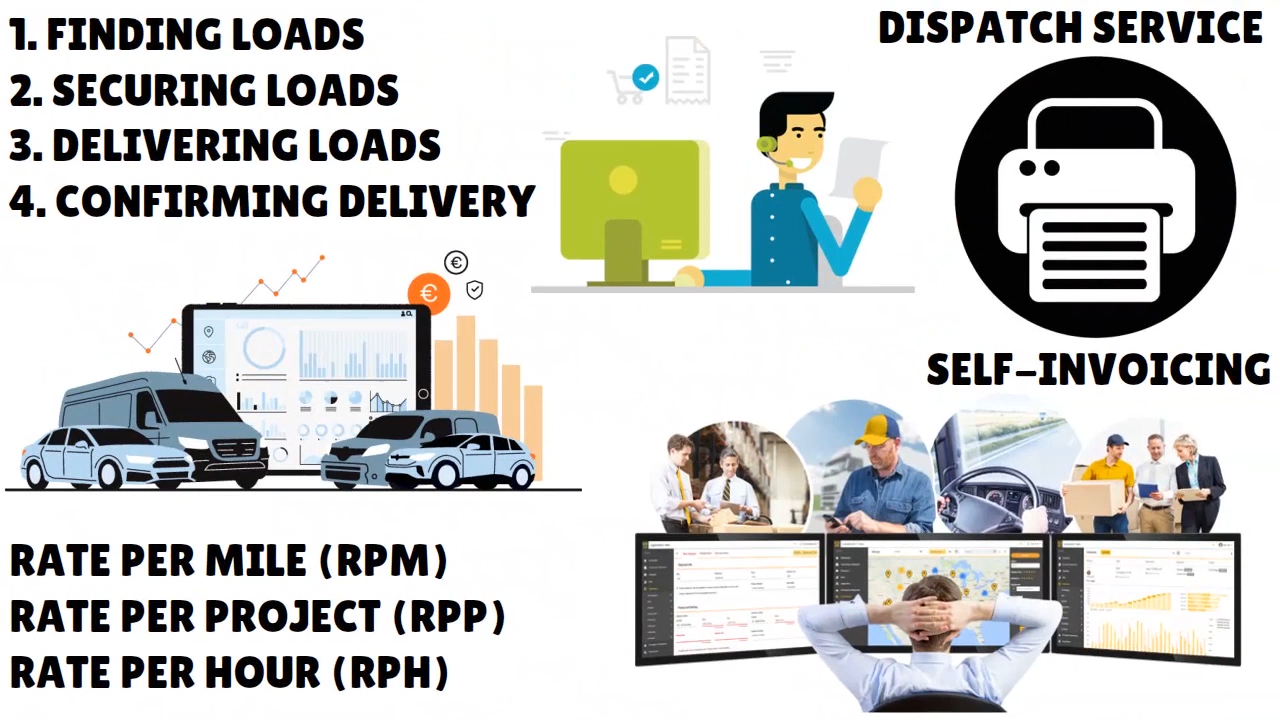 1. FINDING LOADS
2. SECURING LOADS
3. DELIVERING LOADS
4. CONFIRMING DELIVERY
DISPATCH SERVICE
€
€
SELF-INVOICING
RATE PER MILE (RPM)
RATE PER PROJECT (RPP)
RATE PER HOUR (RPH)